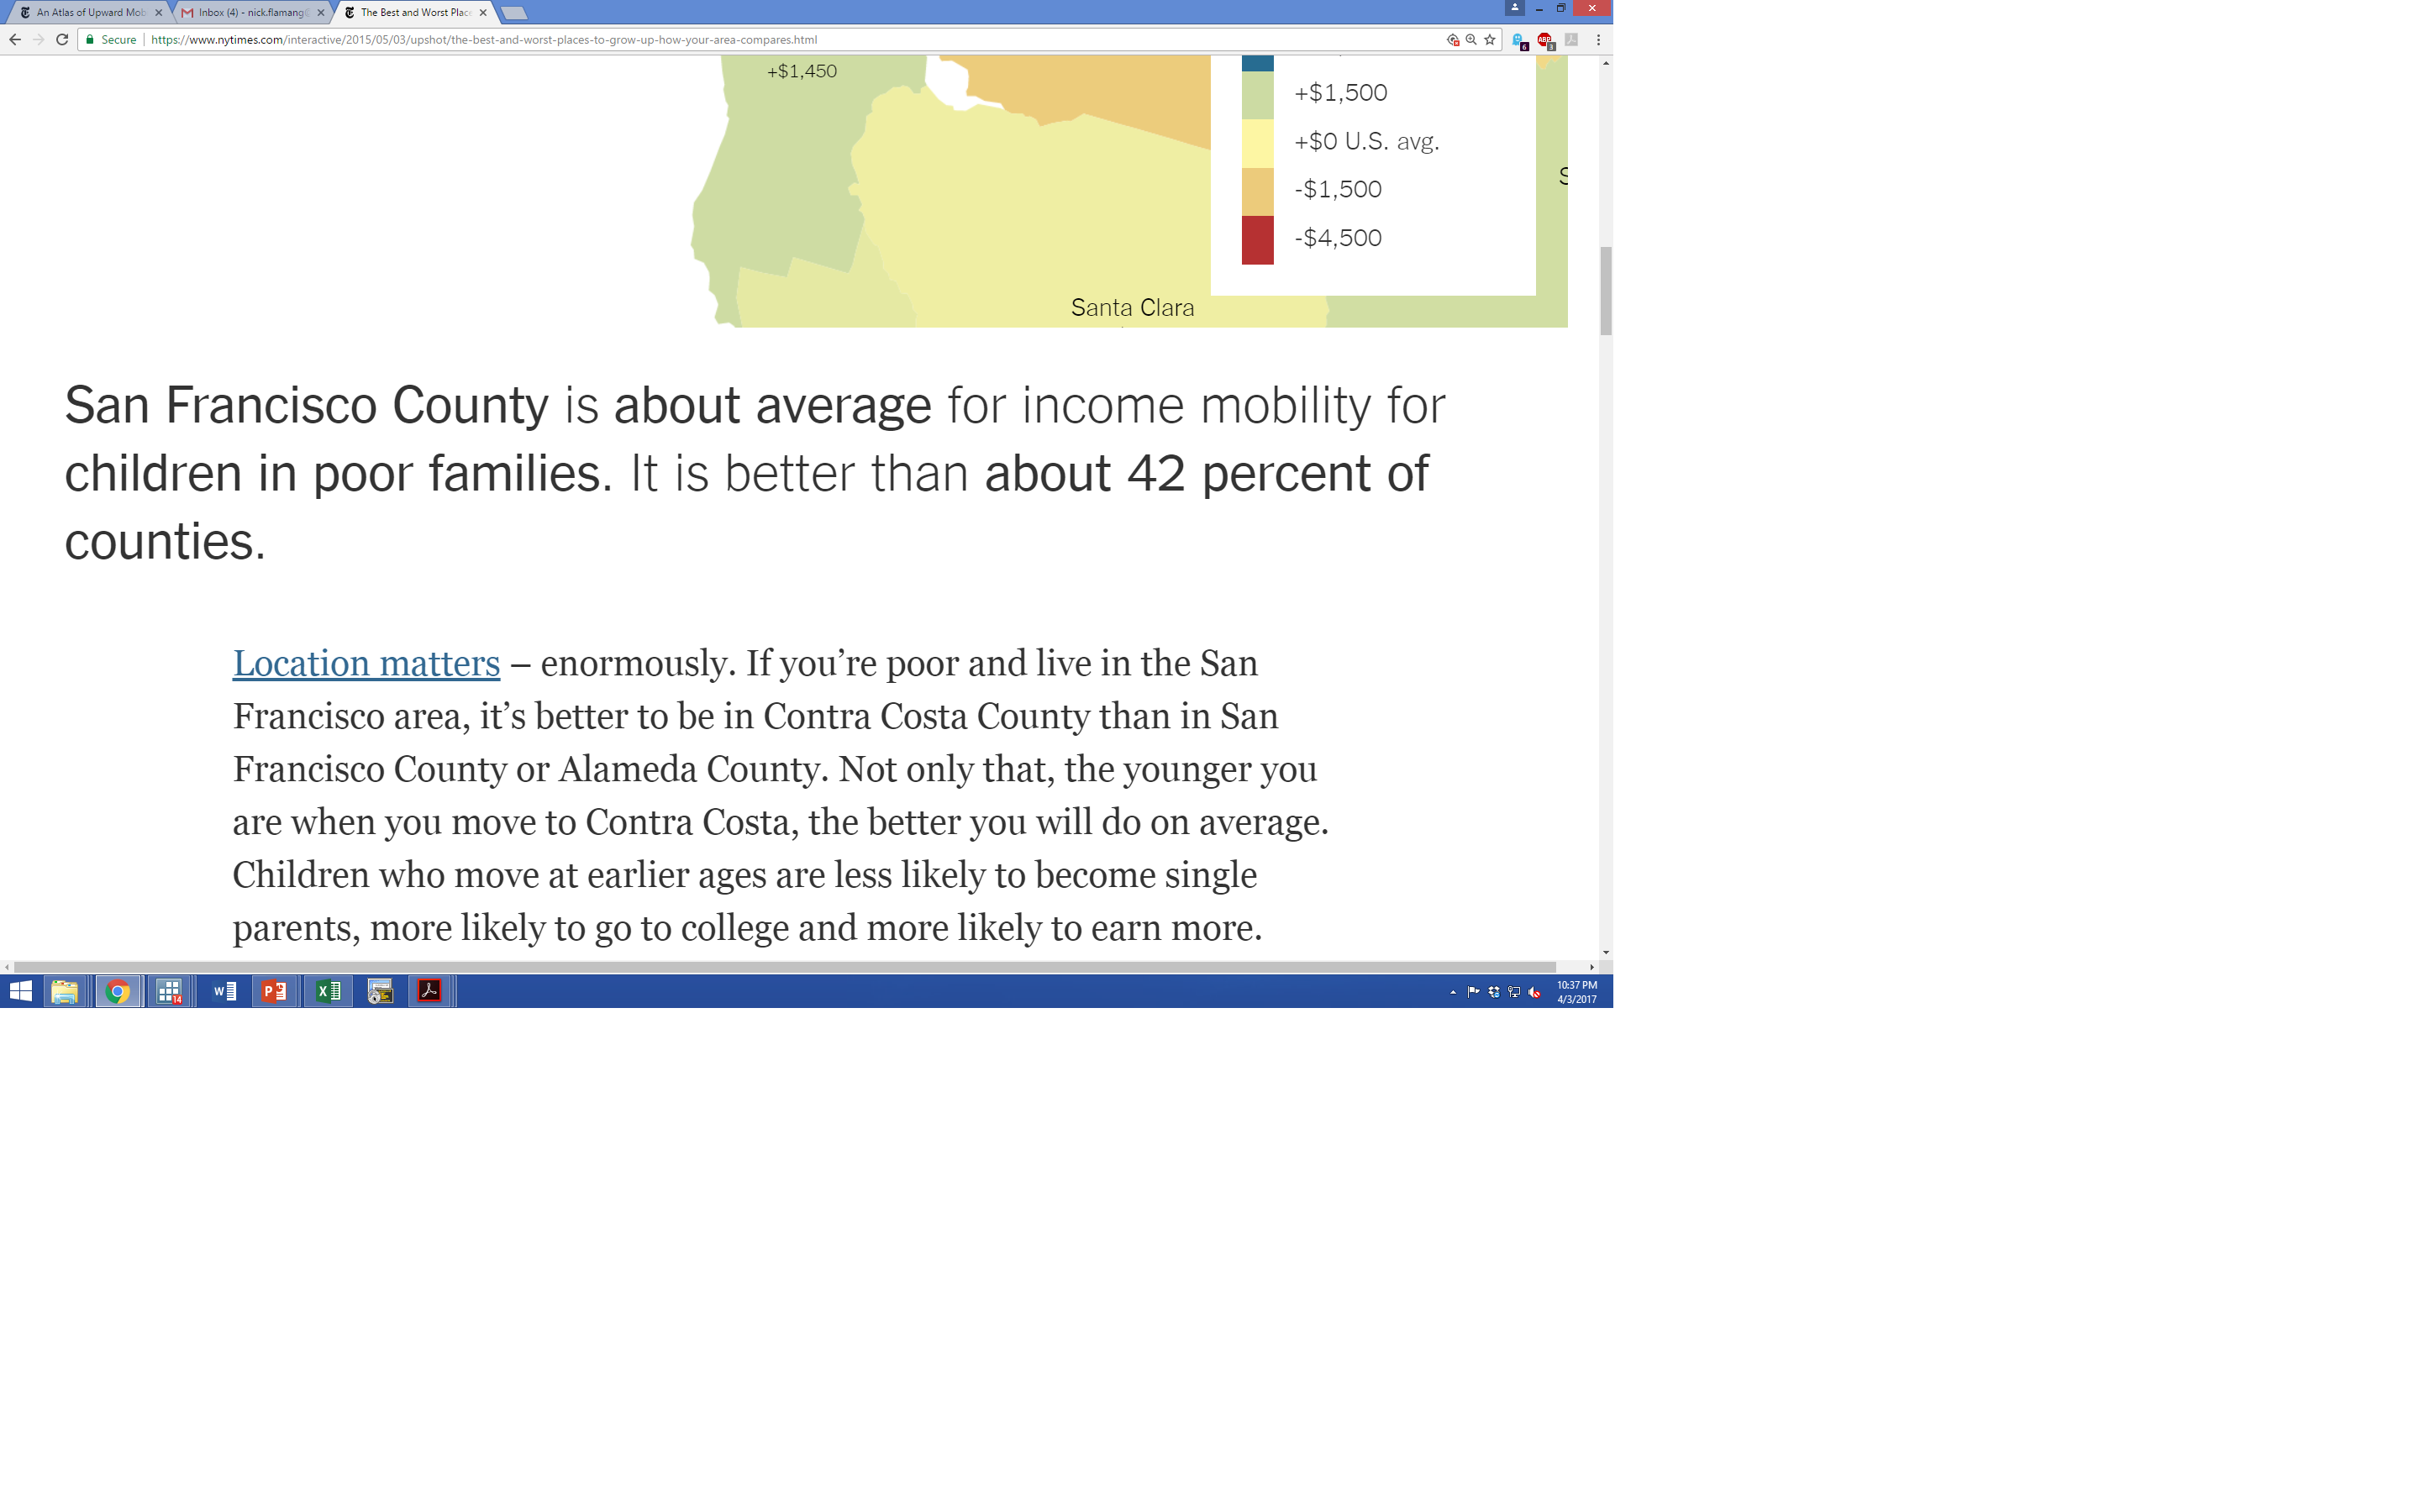 An Atlas of Upward Mob
Inbox (4) - nick.flamang
The Best and Worst Place
Secure
https://www.nytimes.com/interactive/2015/05/03/upshot/the-best-and-worst-places-to-grow-up-how-your-area-compares.html
6
ABP
3
+$1,450
+$1,500
+$0 U.S. avg.
-$1,500
-$4,500
S
Santa Clara
San Francisco County is about average for income mobility for
children in poor families. It is better than about 42 percent of
counties.
Location matters – enormously. If you’re poor and live in the San
Francisco area, it’s better to be in Contra Costa County than in San
Francisco County or Alameda County. Not only that, the younger you
are when you move to Contra Costa, the better you will do on average.
Children who move at earlier ages are less likely to become single
parents, more likely to go to college and more likely to earn more.
14
10:37 PM
4/3/2017